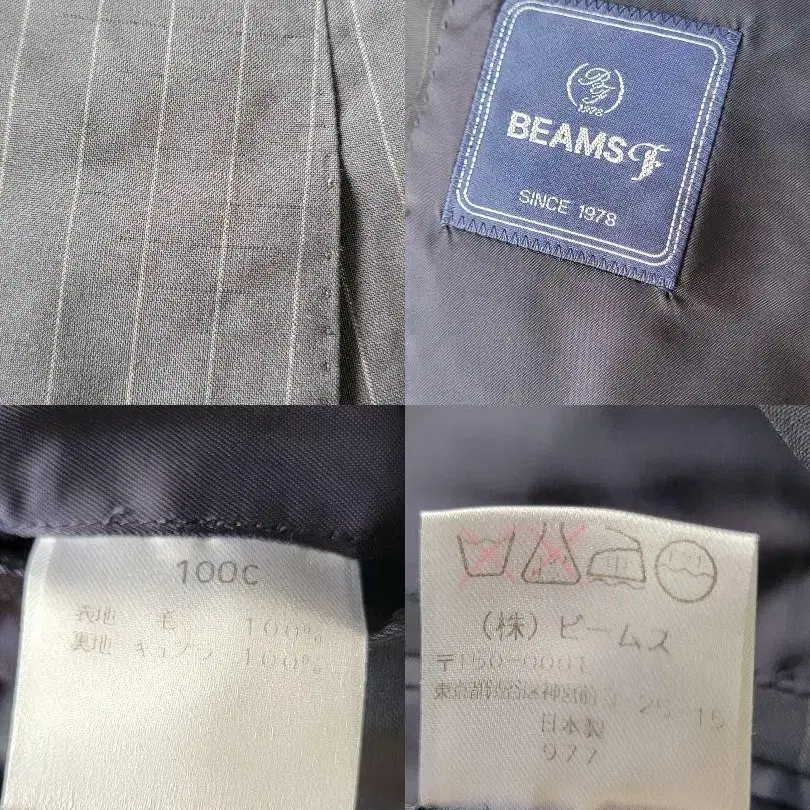 BF
1978
BEAMS F
SINCE 1978
100C
表地 毛 100%
裏地 キュプラ 100%
中
(株)ビームス
〒150-0001
東京都渋谷区神宮前3-25-15
日本製
977